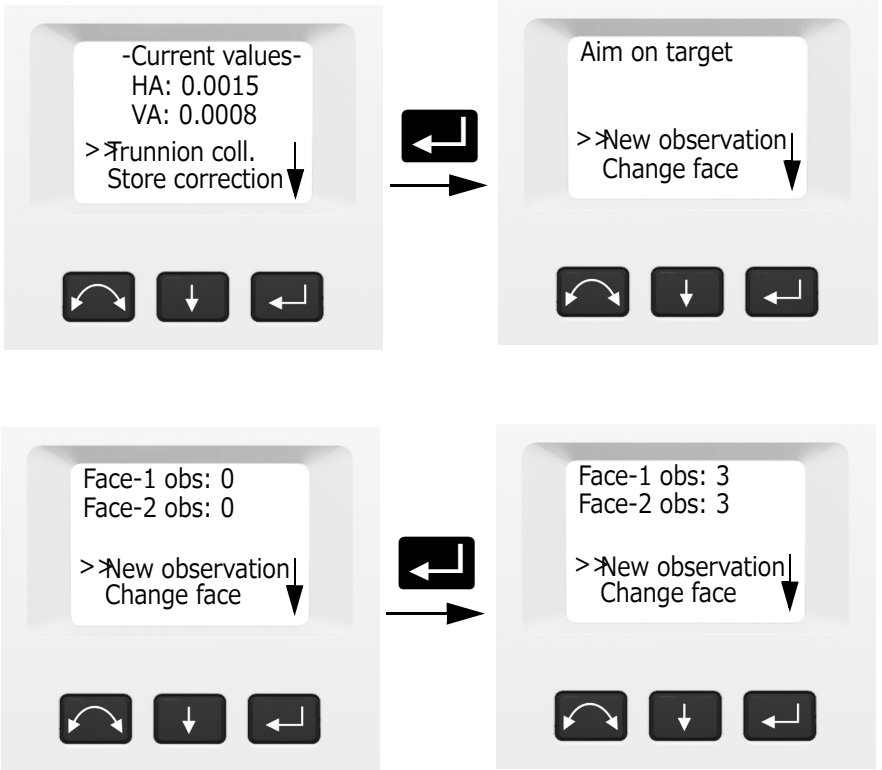 -Current values-
HA: 0.0015
VA: 0.0008
>>Trunnion coll.
Store correction
Aim on target
>>New observation
Change face
Face-1 obs: 0
Face-2 obs: 0
>>New observation
Change face
Face-1 obs: 3
Face-2 obs: 3
>>New observation
Change face